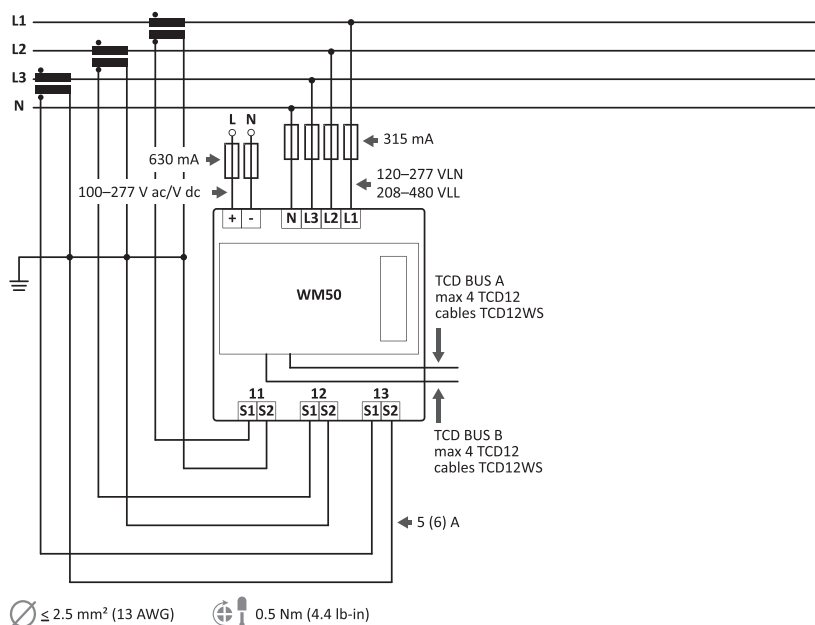 L1
L2
L3
N
L N
630 mA
315 mA
100–277 V ac/V dc
120–277 VLN
208–480 VLL
+ - N L3 L2 L1
WM50
TCD BUS A
max 4 TCD12
cables TCD12WS
11 12 13
S1 S2 S1 S2 S1 S2
TCD BUS B
max 4 TCD12
cables TCD12WS
5 (6) A
≤ 2.5 mm² (13 AWG)
0.5 Nm (4.4 lb-in)